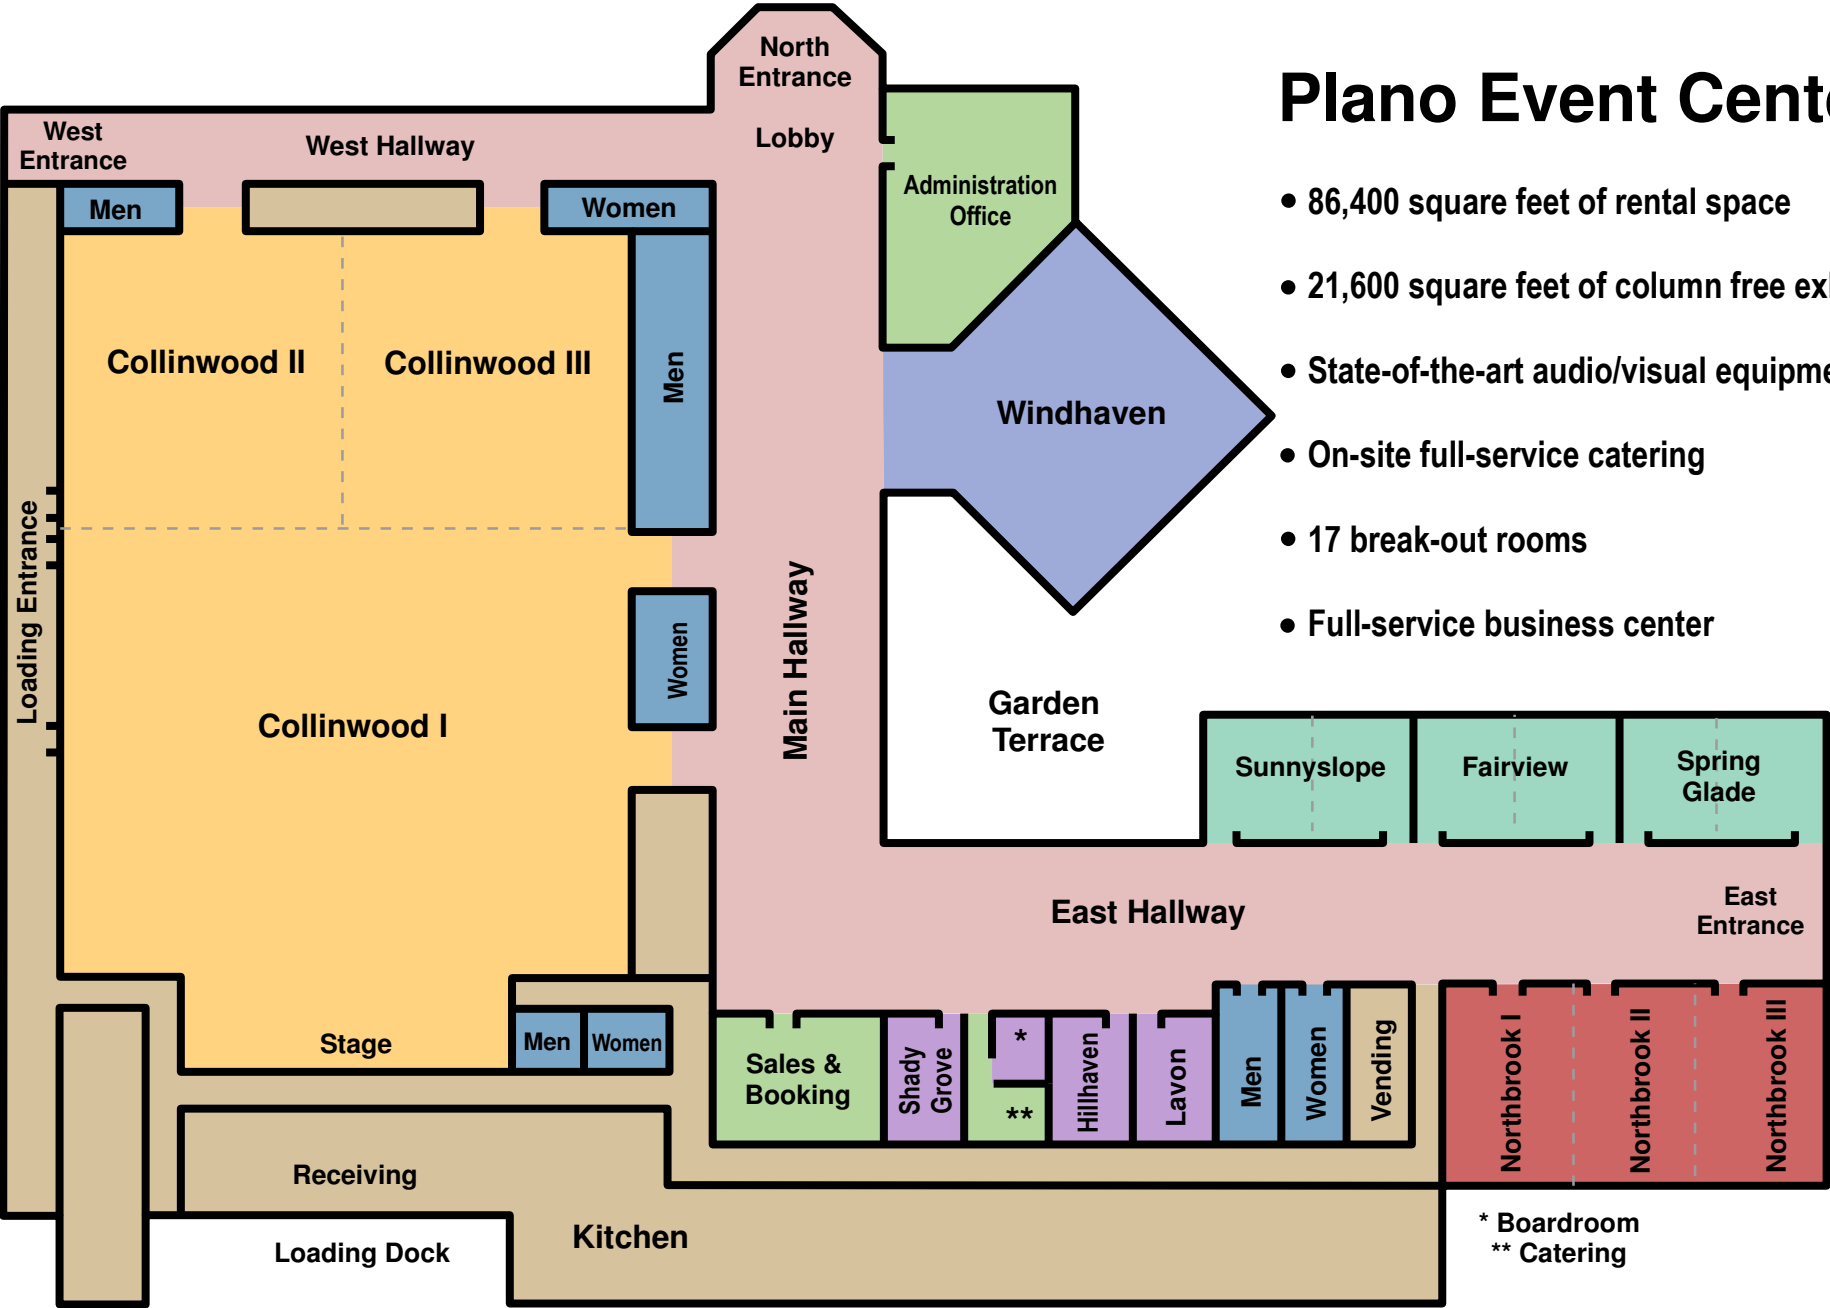 North
Entrance
Lobby
West
Entrance
West Hallway
Men
Women
Administration
Office
Collinwood II
Collinwood III
Men
Windhaven
Loading Entrance
Women
Main Hallway
Collinwood I
Garden
Terrace
Sunnyslope
Fairview
Spring
Glade
East Hallway
East
Entrance
Stage
Men
Women
Sales &
Booking
Shady
Grove
*
**
Hillhaven
Lavon
Men
Women
Vending
Northbrook I
Northbrook II
Northbrook III
Receiving
Kitchen
Loading Dock
* Boardroom
** Catering
Plano Event
• 86,400 square feet of rental space
• 21,600 square feet of column free
• State-of-the-art audio/visual
• On-site full-service catering
• 17 break-out rooms
• Full-service business center